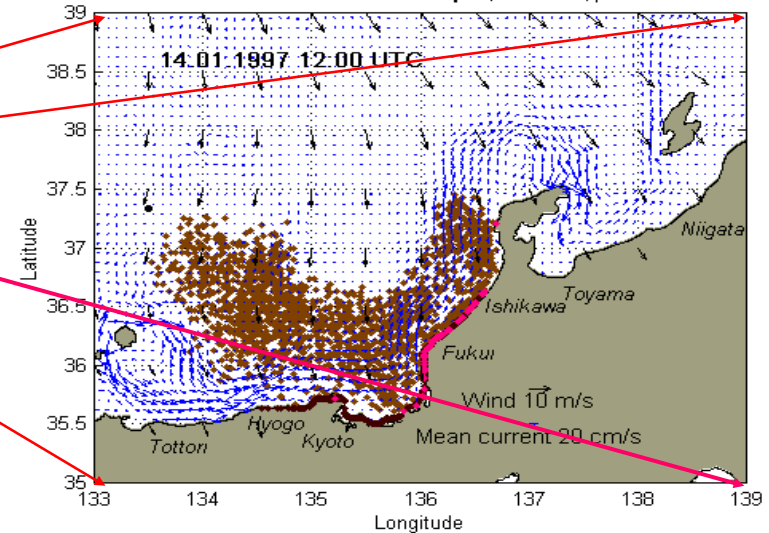 39
14.01.1997 12:00 UTC
38.5
38
37.5
37
36.5
36
35.5
35
Latitude
Niigata
Toyama
Ishikawa
Fukui
Wind 10 m/s
Mean current 20 cm/s
Hyogo
Kyoto
Tottori
133 134 135 136 137 138 139
Longitude